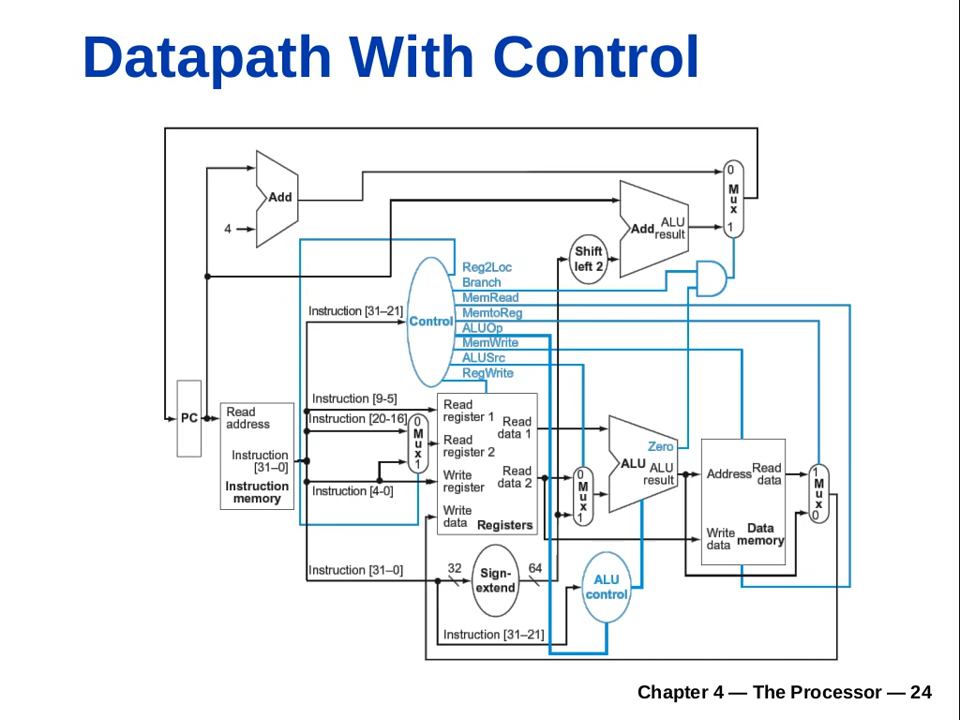 Datapath With Control
0
M
u
x
1
Add
4
Add
ALU
result
Shift
left 2
Reg2Loc
Branch
MemRead
MemtoReg
ALUOp
MemWrite
ALUSrc
RegWrite
Instruction [31–21]
Control
PC
Read
address
Instruction
[31–0]
Instruction
memory
Instruction [9-5]
Instruction [20-16]
Instruction [4-0]
0
M
u
x
1
Read
register 1
Read
register 2
Write
register
Write
data
Read
data 1
Read
data 2
Registers
0
M
u
x
1
Zero
ALU
ALU
result
Address
Read
data
Write
data
Data
memory
1
M
u
x
0
Instruction [31–0]
32
Sign-
extend
64
ALU
control
Instruction [31–21]
Chapter 4 — The Processor — 24